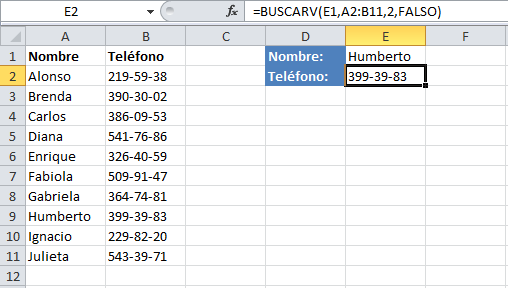 E2 fx =BUSCARV(E1,A2:B11,2,FALSO)
A B C D E F
1 Nombre Teléfono Nombre: Humberto
2 Alonso 219-59-38 Teléfono: 399-39-83
3 Brenda 390-30-02
4 Carlos 386-09-53
5 Diana 541-76-86
6 Enrique 326-40-59
7 Fabiola 509-91-47
8 Gabriela 364-74-81
9 Humberto 399-39-83
10 Ignacio 229-82-20
11 Julieta 543-39-71
12